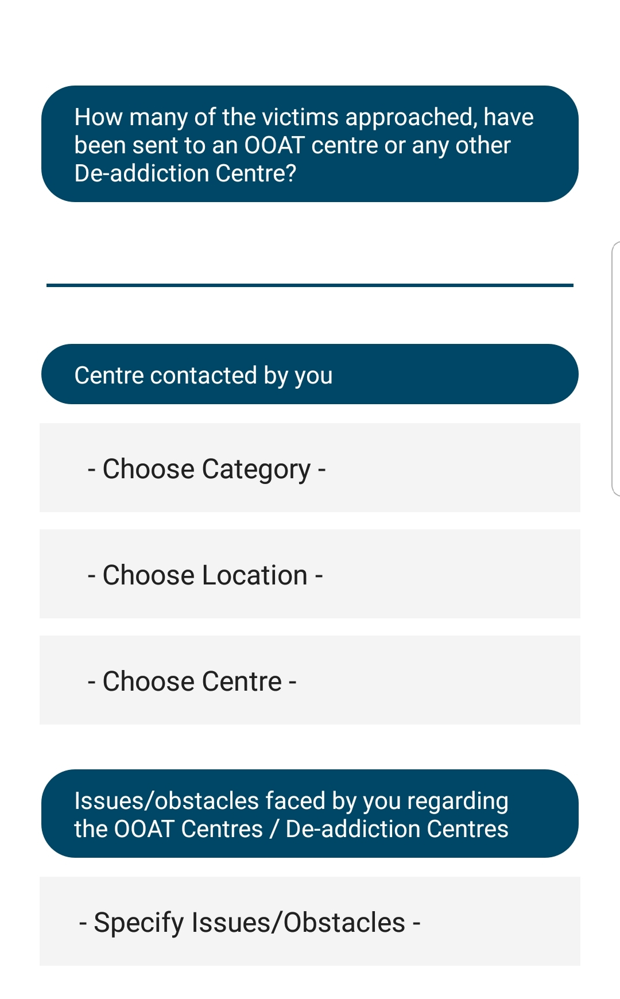 How many of the victims approached, have
been sent to an OOAT centre or any other
De-addiction Centre?
Centre contacted by you
- Choose Category -
- Choose Location -
- Choose Centre -
Issues/obstacles faced by you regarding
the OOAT Centres / De-addiction Centres
- Specify Issues/Obstacles -